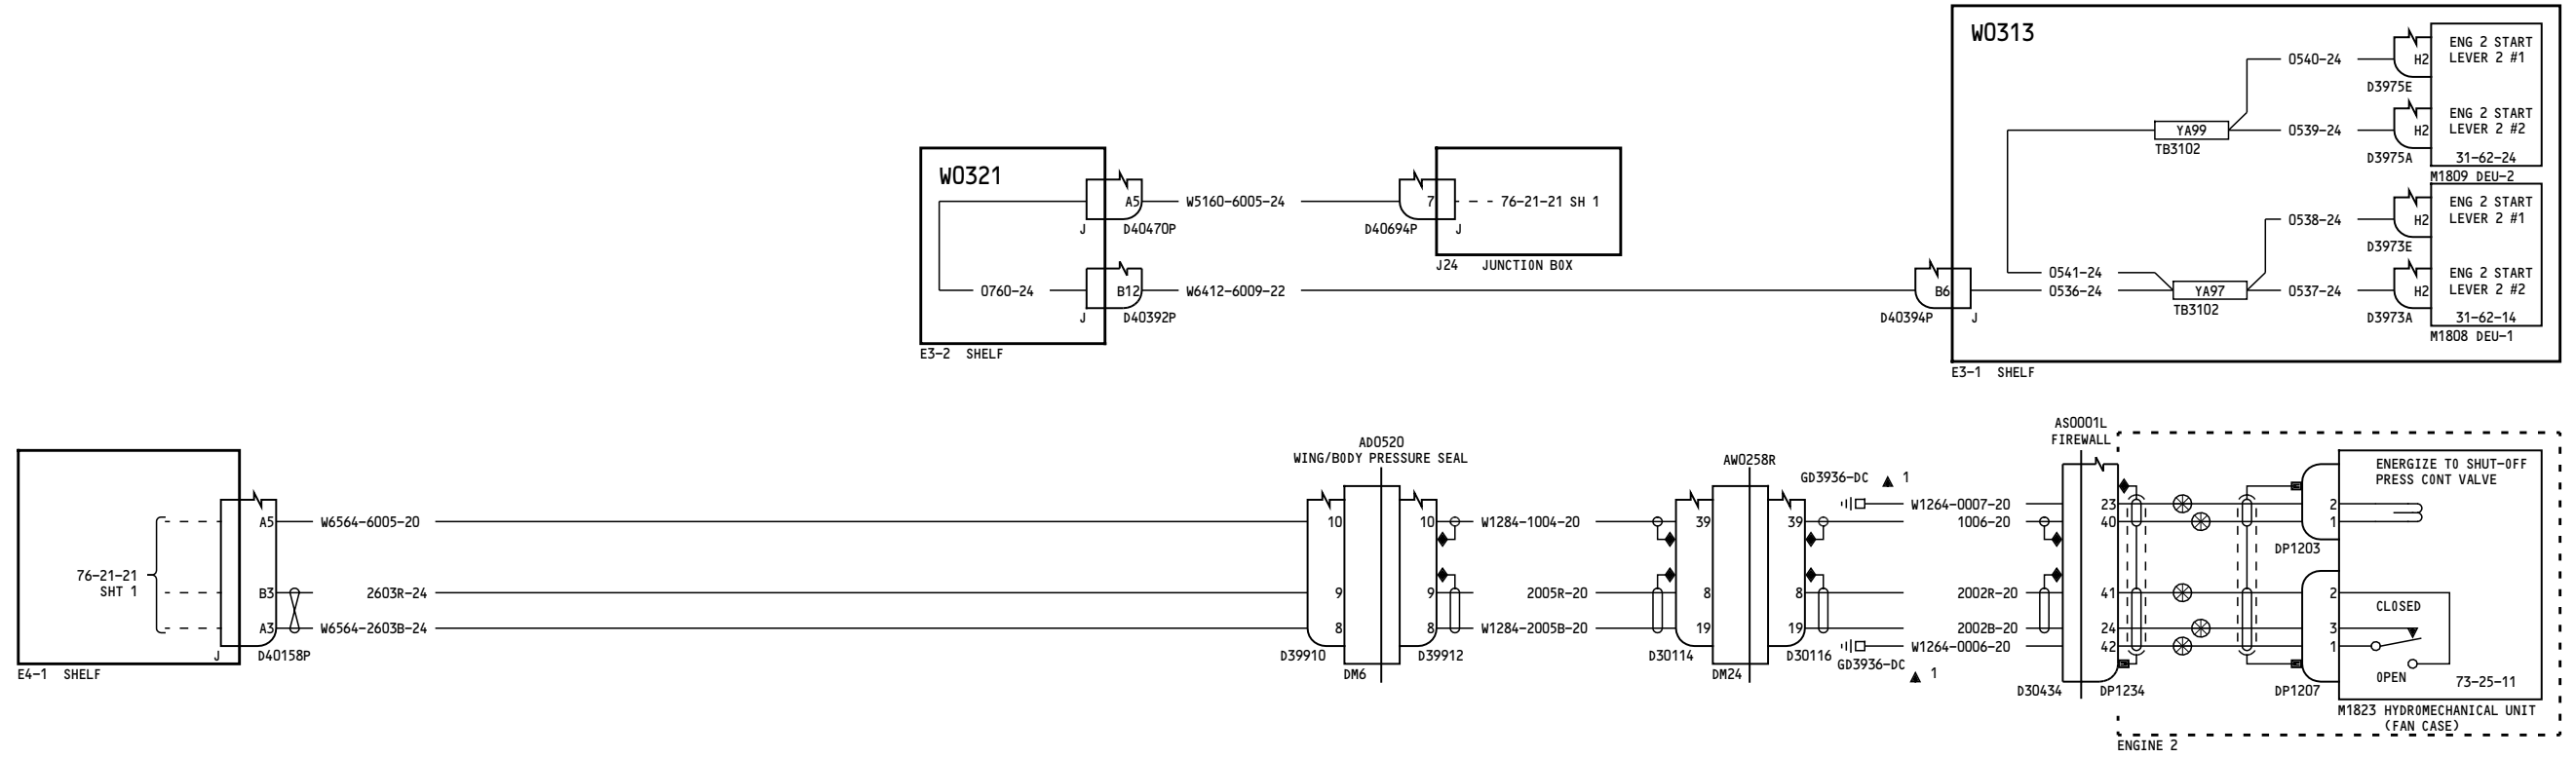 W0313
ENG 2 START
LEVER 2 #1
0540-24
H2
D3975E
ENG 2 START
LEVER 2 #2
YA99
0539-24
H2
TB3102
D3975A
31-62-24
M1809 DEU-2
W0321
A5
W5160-6005-24
7
76-21-21 SH 1
J
D40470P
D40694P
J
J24 JUNCTION BOX
ENG 2 START
LEVER 2 #1
0538-24
H2
D3973E
0541-24
ENG 2 START
LEVER 2 #2
0760-24
B12
W6412-6009-22
B6
0536-24
YA97
0537-24
H2
TB3102
J
D40392P
D40394P
J
D3973A
31-62-14
M1808 DEU-1
E3-2 SHELF
E3-1 SHELF
AS0001L
FIREWALL
AD0520
WING/BODY PRESSURE SEAL
AW0258R
GD3936-DC
1
ENERGIZE TO SHUT-OFF
PRESS CONT VALVE
W1264-0007-20
23
2
A5
W6564-6005-20
10
10
W1284-1004-20
39
39
1006-20
40
1
DP1203
76-21-21
SHT 1
B3
2603R-24
9
9
2005R-20
8
8
2002R-20
41
2
CLOSED
A3
W6564-2603B-24
8
8
W1284-2005B-20
19
19
2002B-20
24
3
W1264-0006-20
42
1
J
D40158P
D39910
D39912
D30114
D30116
GD3936-DC
1
E4-1 SHELF
DM6
DM24
OPEN
73-25-11
D30434
DP1234
DP1207
M1823 HYDROMECHANICAL UNIT
(FAN CASE)
ENGINE 2